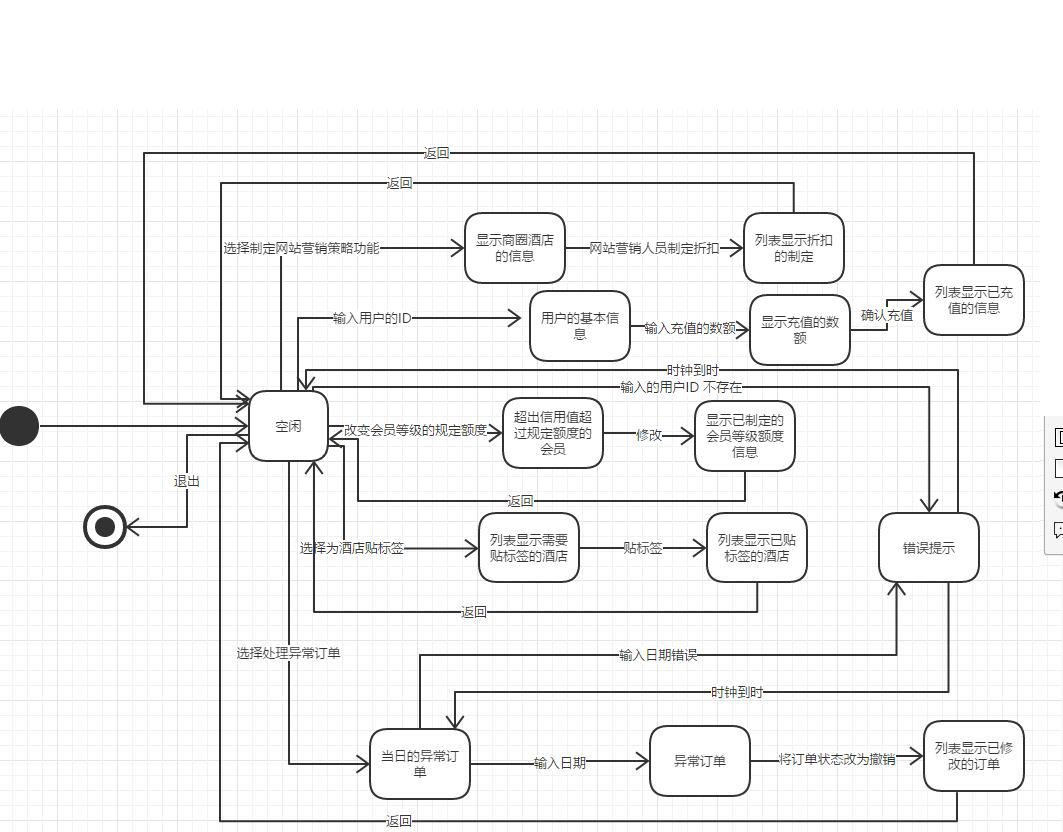 返回
返回
选择制定网站营销策略功能
显示商圈酒店
的信息
网站营销人员制定折扣
列表显示折扣
的制定
列表显示已充
值的信息
输入用户的ID
用户的基本信
息
输入充值的数额
显示充值的数
额
确认充值
时钟到时
输入的用户ID 不存在
空闲
改变会员等级的规定额度
超出信用值超
过规定额度的
会员
修改
显示已制定的
会员等级额度
信息
退出
返回
选择为酒店贴标签
列表显示需要
贴标签的酒店
贴标签
列表显示已贴
标签的酒店
错误提示
返回
选择处理异常订单
输入日期错误
时钟到时
当日的异常订
单
输入日期
异常订单
将订单状态改为撤销
列表显示已修
改的订单
返回